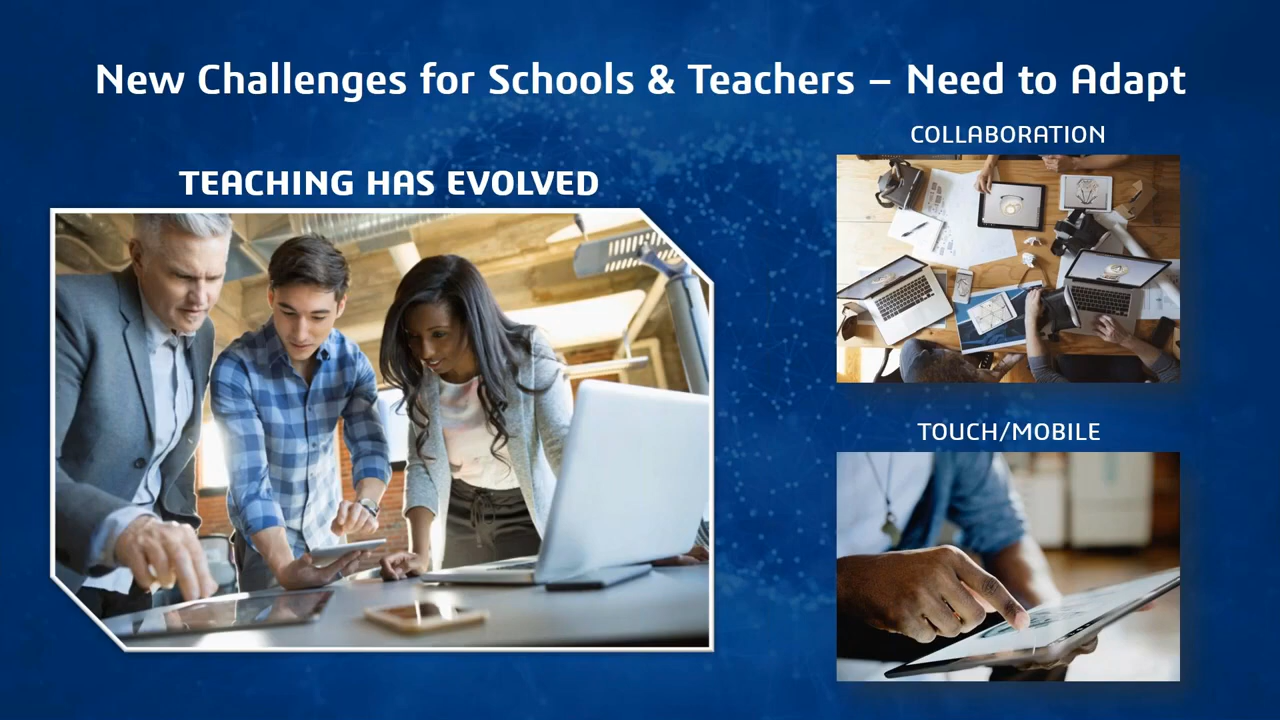 New Challenges for Schools & Teachers – Need to Adapt
TEACHING HAS EVOLVED
COLLABORATION
TOUCH/MOBILE